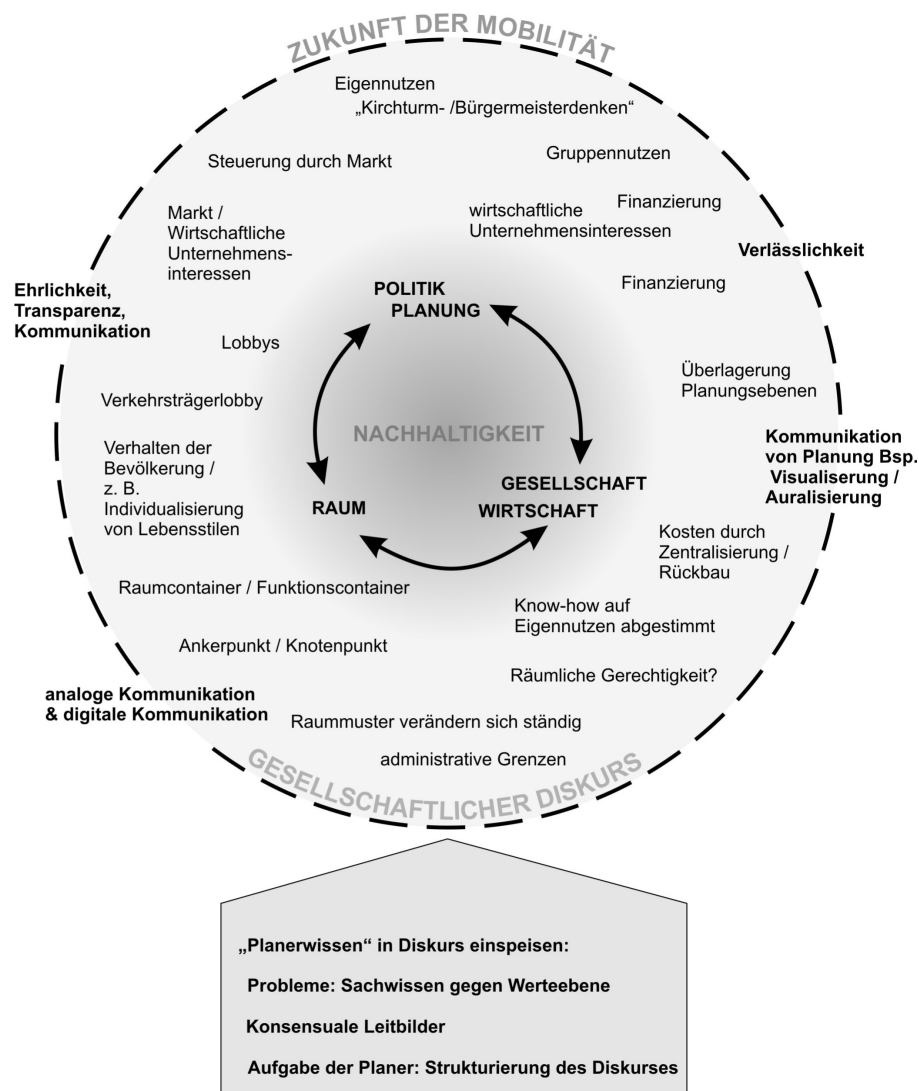 ZUKUNFT DER MOBILITÄT
Eigennutzen
„Kirchturm- /Bürgermeisterdenken“
Steuerung durch Markt
Gruppennutzen
Markt /
Wirtschaftliche
Unternehmens-
interessen
wirtschaftliche
Unternehmensinteressen
Finanzierung
Verlässlichkeit
Finanzierung
Ehrlichkeit,
Transparenz,
Kommunikation
POLITIK
PLANUNG
Lobbys
Verkehrsträgerlobby
Überlagerung
Planungsebenen
NACHHALTIGKEIT
Verhalten der
Bevölkerung /
z. B.
Individualisierung
von Lebensstilen
RAUM
GESELLSCHAFT
WIRTSCHAFT
Kommunikation
von Planung Bsp.
Visualiserung /
Auralisierung
Kosten durch
Zentralisierung /
Rückbau
Raumcontainer / Funktionscontainer
Know-how auf
Eigennutzen abgestimmt
Ankerpunkt / Knotenpunkt
Räumliche Gerechtigkeit?
analoge Kommunikation
& digitale Kommunikation
Raummuster verändern sich ständig
administrative Grenzen
GESELLSCHAFTLICHER DISKURS
„Planerwissen“ in Diskurs einspeisen:
Probleme: Sachwissen gegen Werteebene
Konsensuale Leitbilder
Aufgabe der Planer: Strukturierung des Diskurses